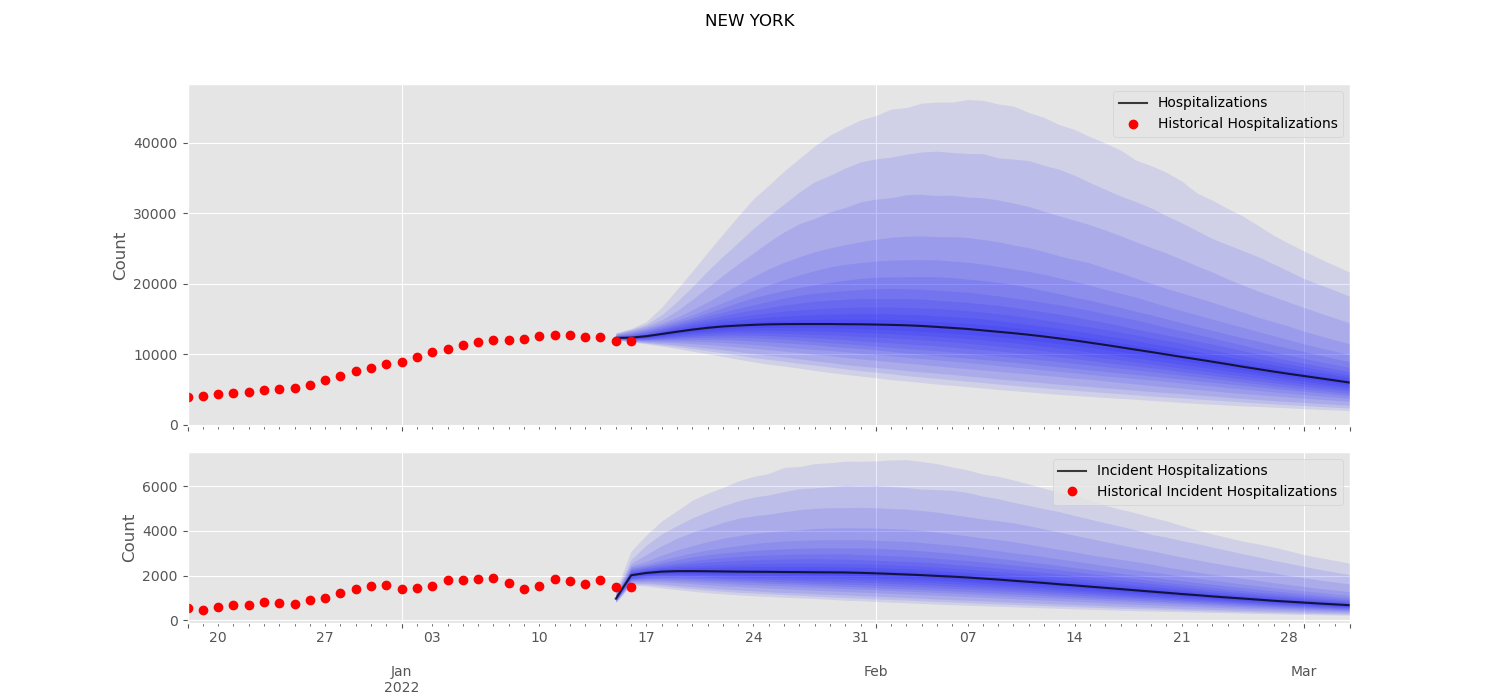 NEW YORK
Hospitalizations
Historical Hospitalizations
Count
40000
30000
20000
10000
0
Incident Hospitalizations
Historical Incident Hospitalizations
Count
6000
4000
2000
0
20 27 03 10 17 24 31 07 14 21 28
Jan Feb Mar
2022